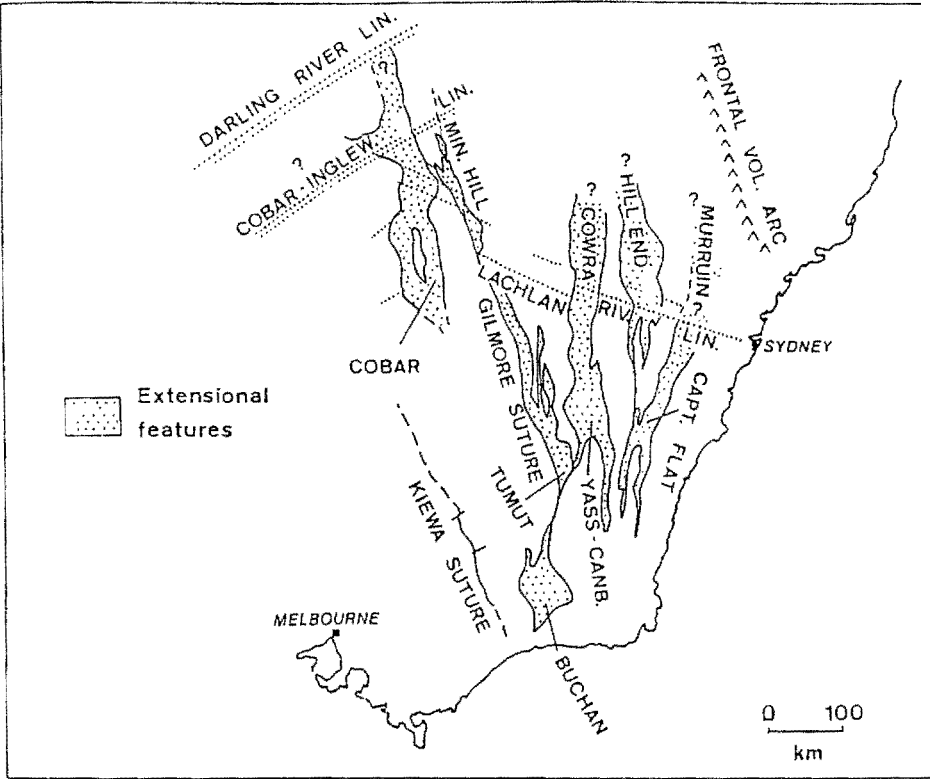 DARLING RIVER LIN.
?
LIN.
COBAR-INGLEW
?
MIN. HILL
FRONTAL VOL. ARC
?
COWRA
?
HILL END
?
MURRUIN
?
LACHLAN RIV. LIN.
SYDNEY
GILMORE SUTURE
COBAR
CAPT. FLAT
Extensional
features
TUMUT
YASS-CANB.
KIEWA
SUTURE
MELBOURNE
BUCHAN
0 100
km